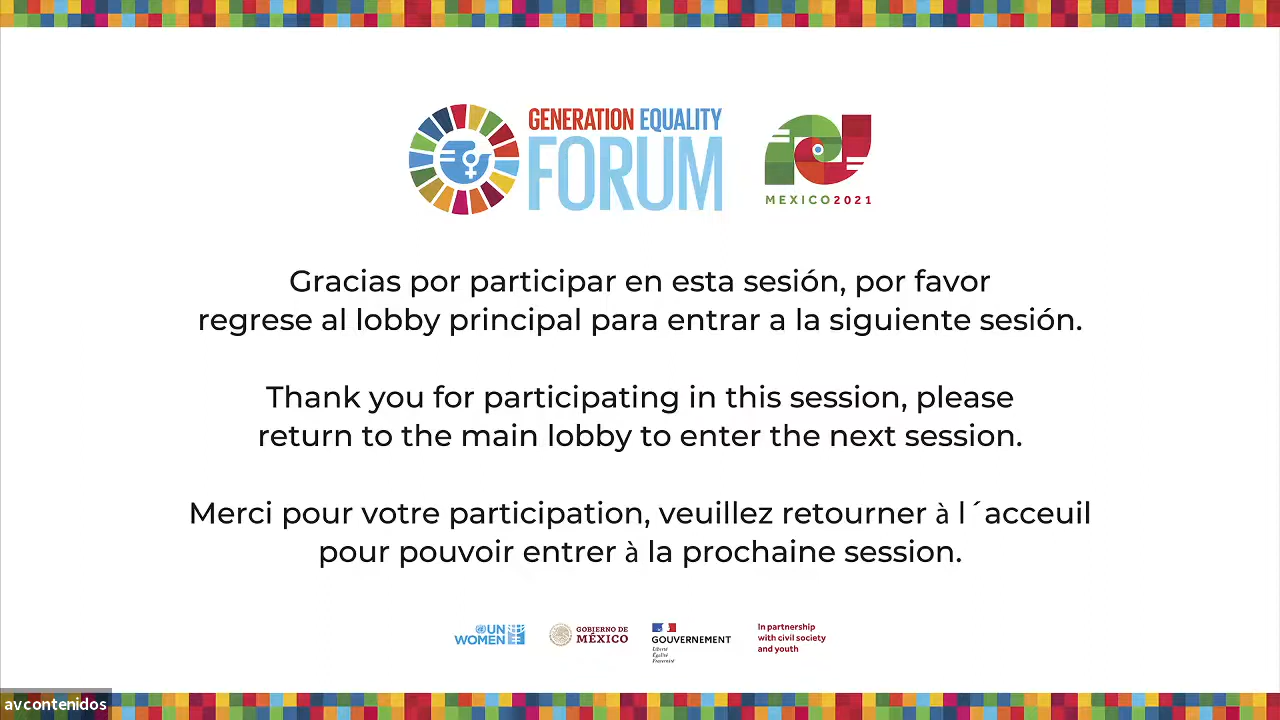 GENERATION EQUALITY
FORUM
MEXICO2021
Gracias por participar en esta sesión, por favor
regrese al lobby principal para entrar a la siguiente sesión.
Thank you for participating in this session, please
return to the main lobby to enter the next session.
Merci pour votre participation, veuillez retourner à l´acceuil
pour pouvoir entrer à la prochaine session.
UN
WOMEN
GOBIERNO DE
MÉXICO
GOUVERNEMENT
Liberté
Égalité
Fraternité
In partnership
with civil society
and youth
avcontenidos